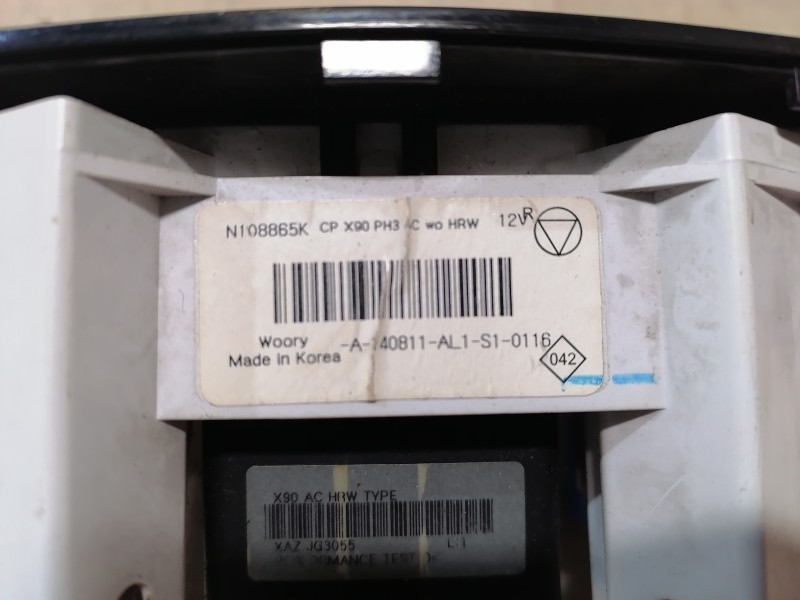 N108865K CP X90 PH3 AC wo HRW 12V R
Woory -A-140811-AL1-S1-0116
Made in Korea
042
X90 AC HRW TYPE
XAZ JG3055
TEST